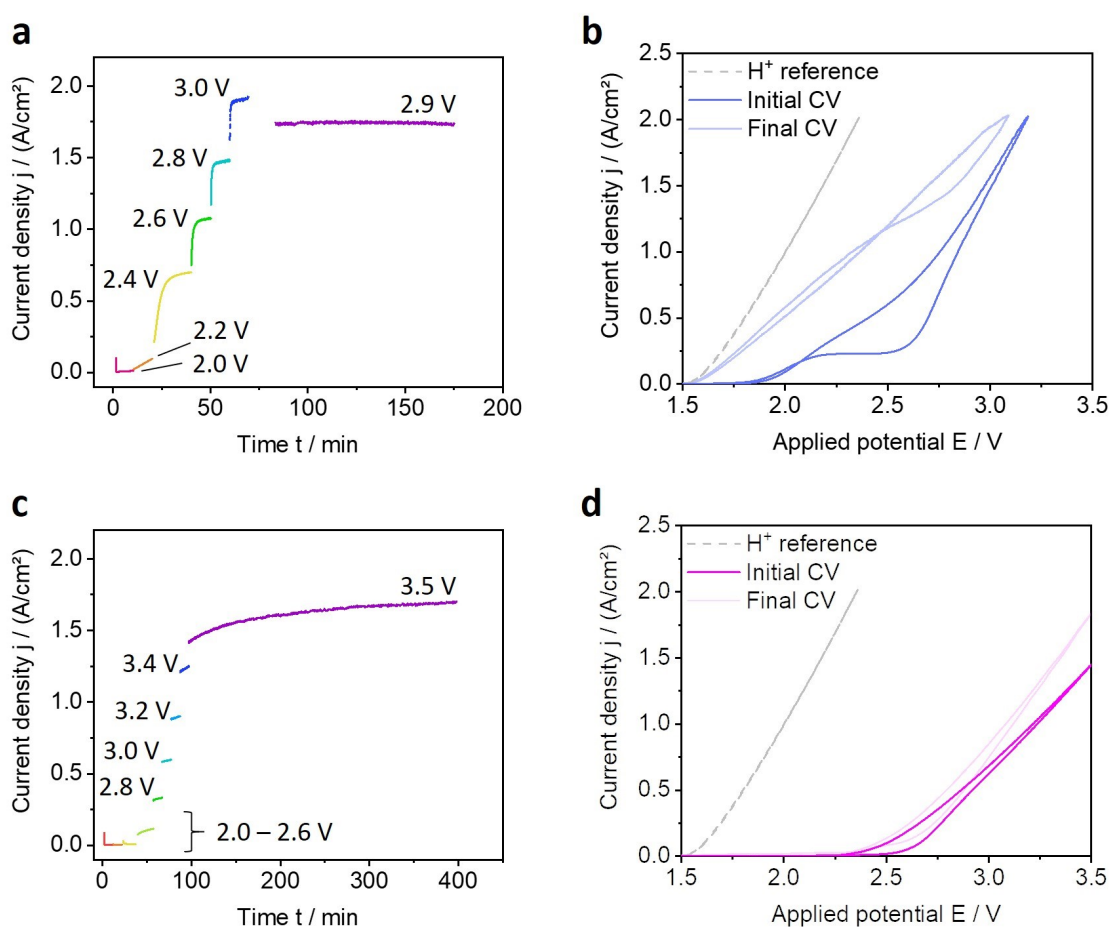 a
Current density j / (A/cm²)
2.0
1.5
1.0
0.5
0.0
3.0 V
2.9 V
2.8 V
2.6 V
2.4 V
2.2 V
2.0 V
0
50
100
150
200
Time t / min
b
Current density j / (A/cm²)
2.5
2.0
1.5
1.0
0.5
0.0
H⁺ reference
Initial CV
Final CV
1.5
2.0
2.5
3.0
3.5
Applied potential E / V
c
Current density j / (A/cm²)
2.0
1.5
1.0
0.5
0.0
3.5 V
3.4 V
3.2 V
3.0 V
2.8 V
2.0 – 2.6 V
0
100
200
300
400
Time t / min
d
Current density j / (A/cm²)
2.5
2.0
1.5
1.0
0.5
0.0
H⁺ reference
Initial CV
Final CV
1.5
2.0
2.5
3.0
3.5
Applied potential E / V